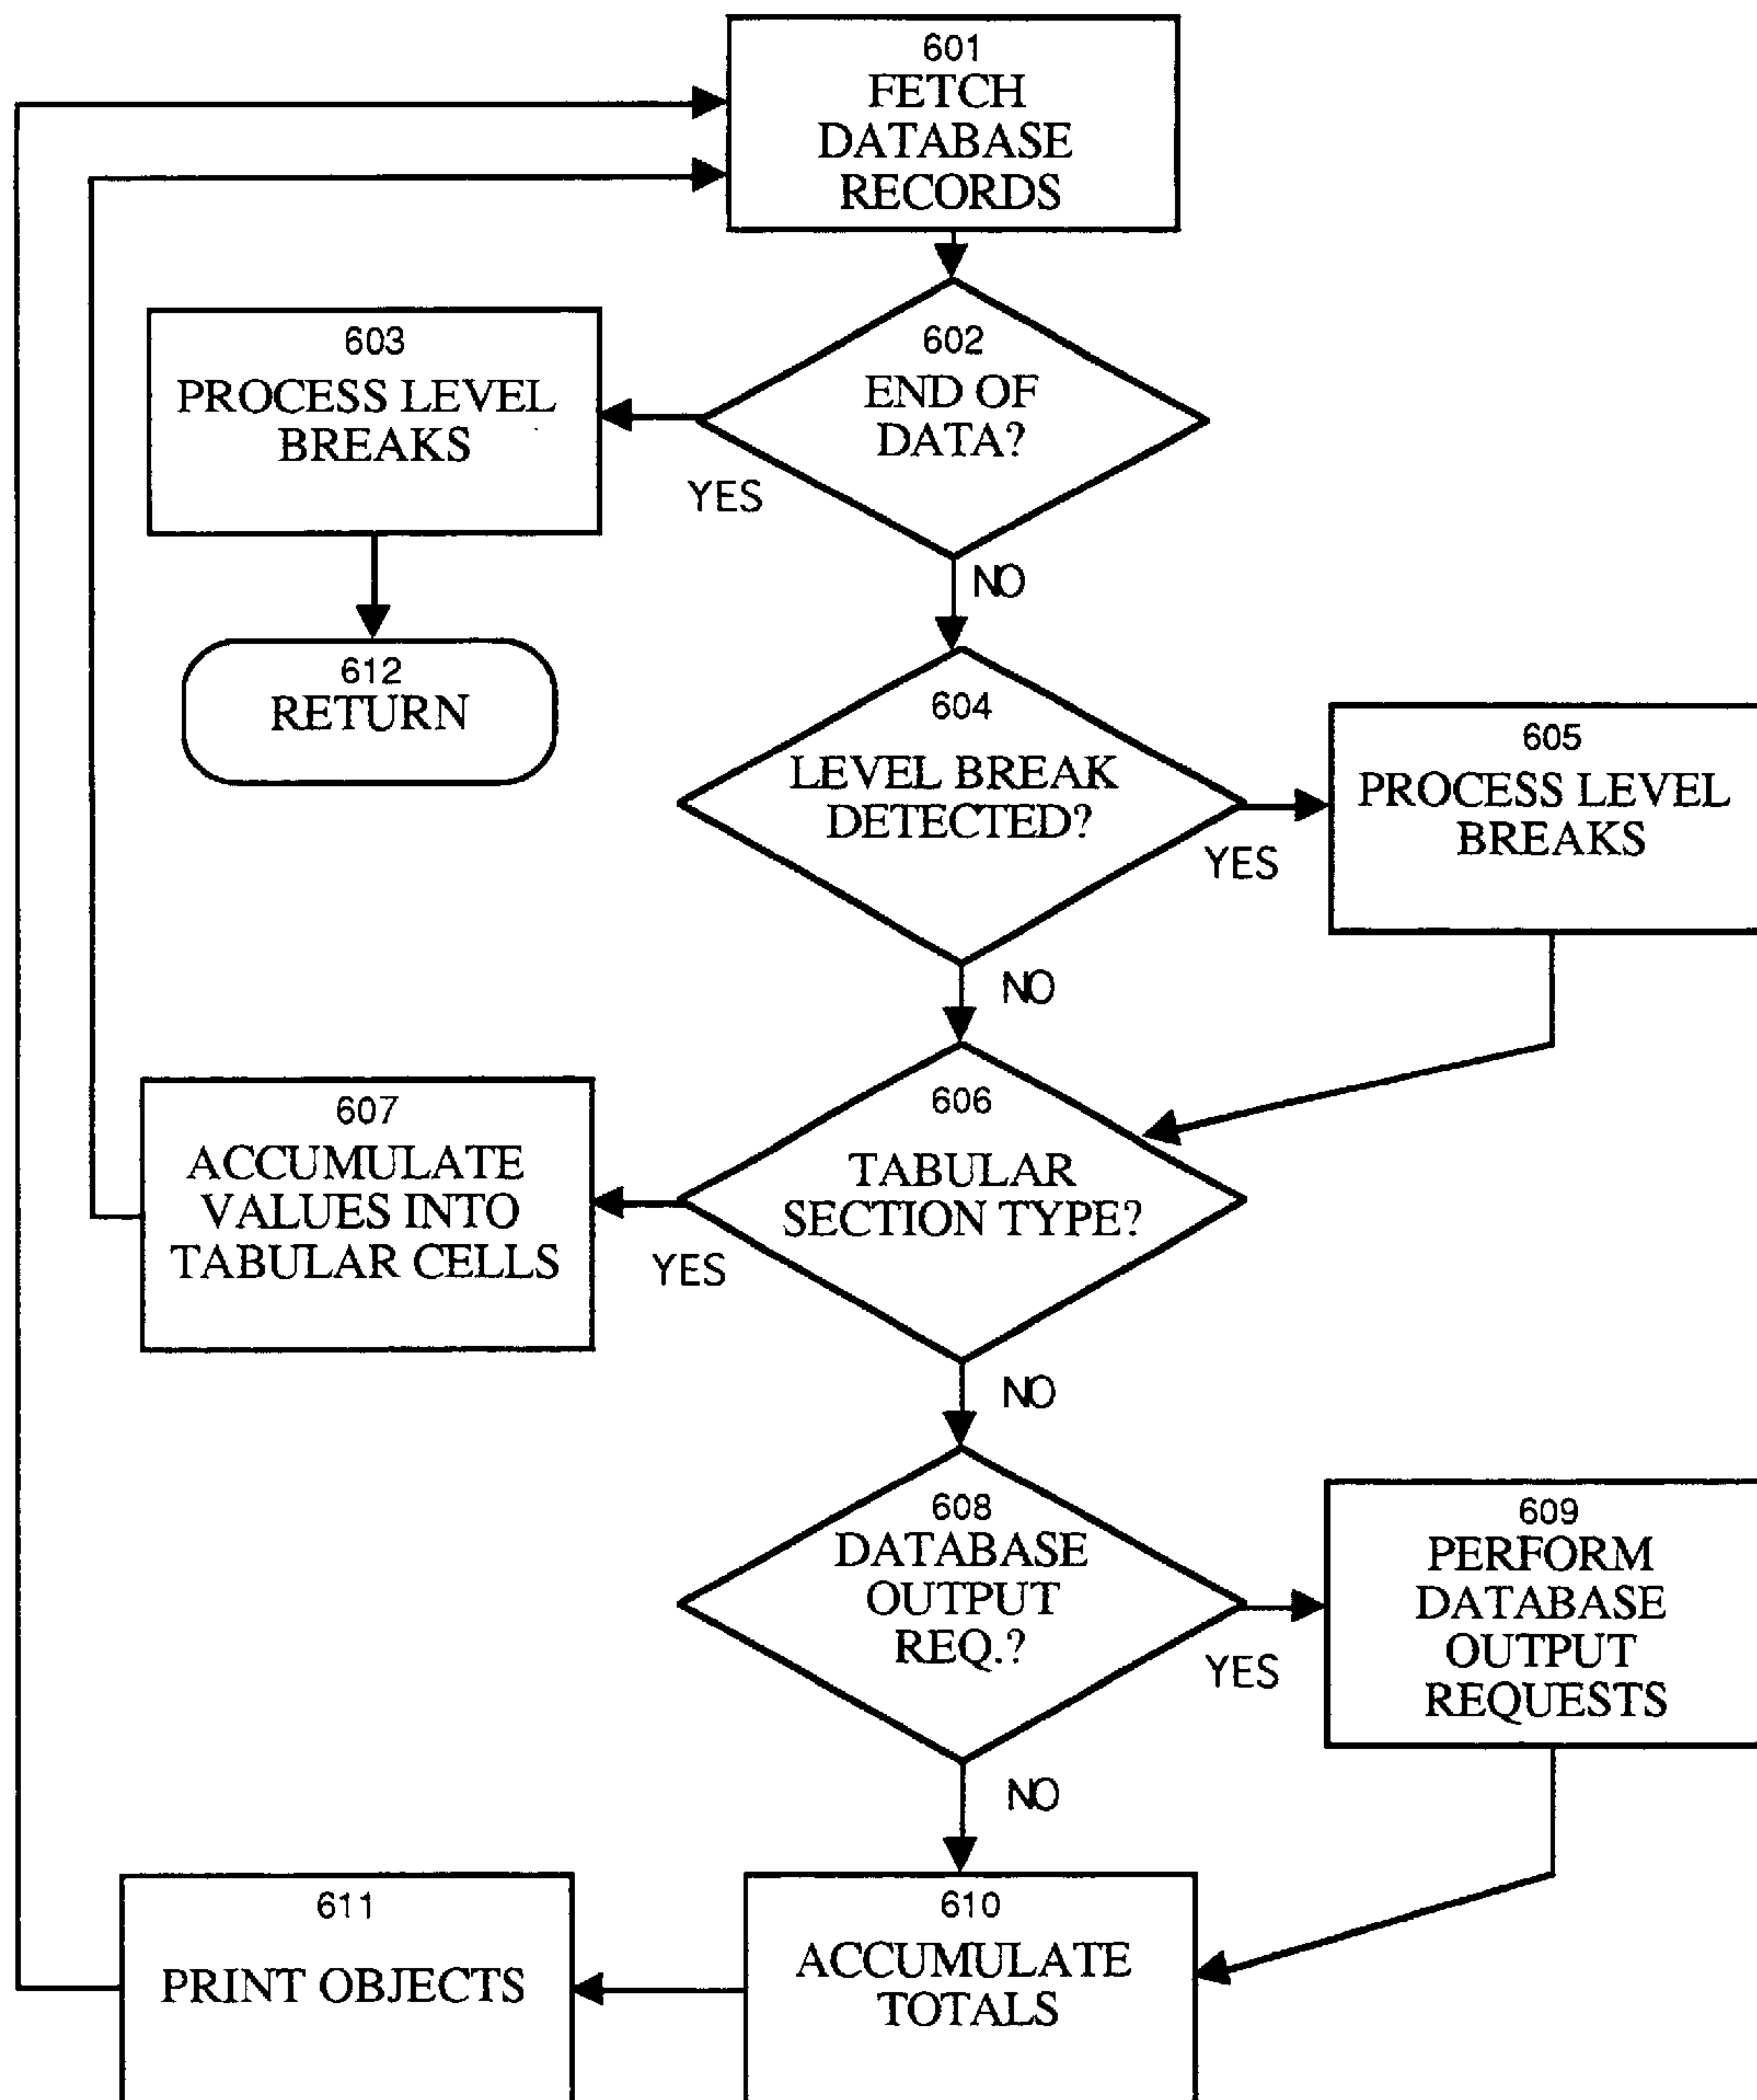 601
FETCH
DATABASE
RECORDS
602
END OF
DATA?
YES
NO
603
PROCESS LEVEL
BREAKS
612
RETURN
604
LEVEL BREAK
DETECTED?
YES
NO
605
PROCESS LEVEL
BREAKS
606
TABULAR
SECTION TYPE?
YES
NO
607
ACCUMULATE
VALUES INTO
TABULAR CELLS
608
DATABASE
OUTPUT
REQ.?
YES
NO
609
PERFORM
DATABASE
OUTPUT
REQUESTS
610
ACCUMULATE
TOTALS
611
PRINT OBJECTS